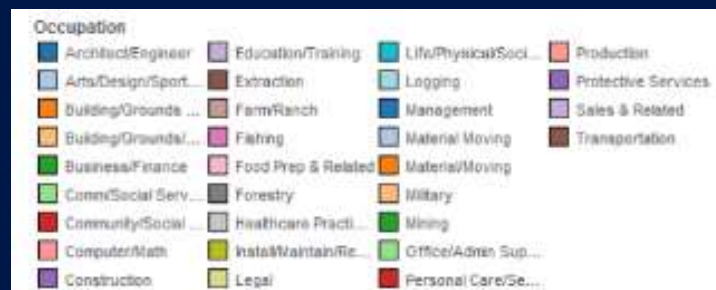 Occupation
Architect/Engineer
Arts/Design/Sport...
Building/Grounds ...
Building/Grounds/...
Business/Finance
Comm/Social Serv...
Community/Social ...
Computer/Math
Construction
Education/Training
Extraction
Farm/Ranch
Fishing
Food Prep & Related
Forestry
Healthcare Practi...
Install/Maintain/Re...
Legal
Life/Physical/Soci...
Logging
Management
Material Moving
Material/Moving
Military
Mining
Office/Admin Sup...
Personal Care/Se...
Production
Protective Services
Sales & Related
Transportation